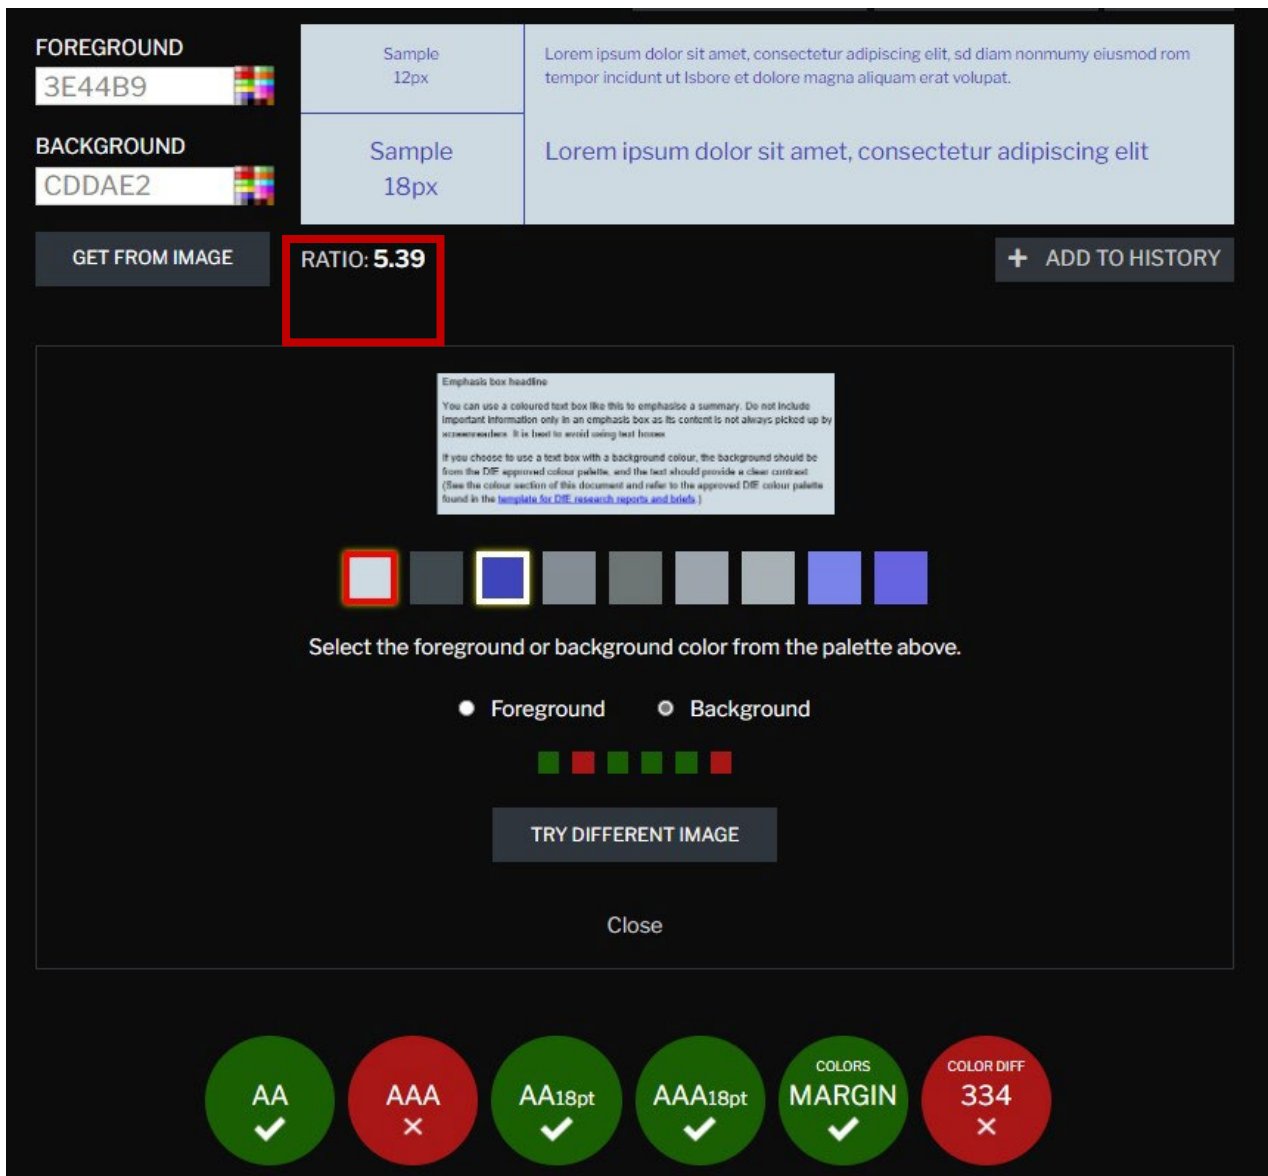 FOREGROUND
3E44B9
BACKGROUND
CDDAE2
GET FROM IMAGE
Sample
12px
Lorem ipsum dolor sit amet, consectetur adipiscing elit, sd diam nonmumy eiusmod rom
tempor incidunt ut lsbore et dolore magna aliquam erat volupat.
Sample
18px
Lorem ipsum dolor sit amet, consectetur adipiscing elit
RATIO: 5.39
+ ADD TO HISTORY
Emphasis box headline
You can use a coloured text box like this to emphasise a summary. Do not include
important information only in an emphasis box as its content is not always picked up by
screenreaders. It is best to avoid using text boxes
If you choose to use a text box with a background colour, the background should be
from the DfE approved colour palette, and the text should provide a clear contrast
(See the colour section of this document and refer to the approved DfE colour palette
found in the template for DfE research reports and briefs.)
Select the foreground or background color from the palette above.
Foreground
Background
TRY DIFFERENT IMAGE
Close
AA
AAA
AA18pt
AAA18pt
COLORS
MARGIN
COLOR DIFF
334